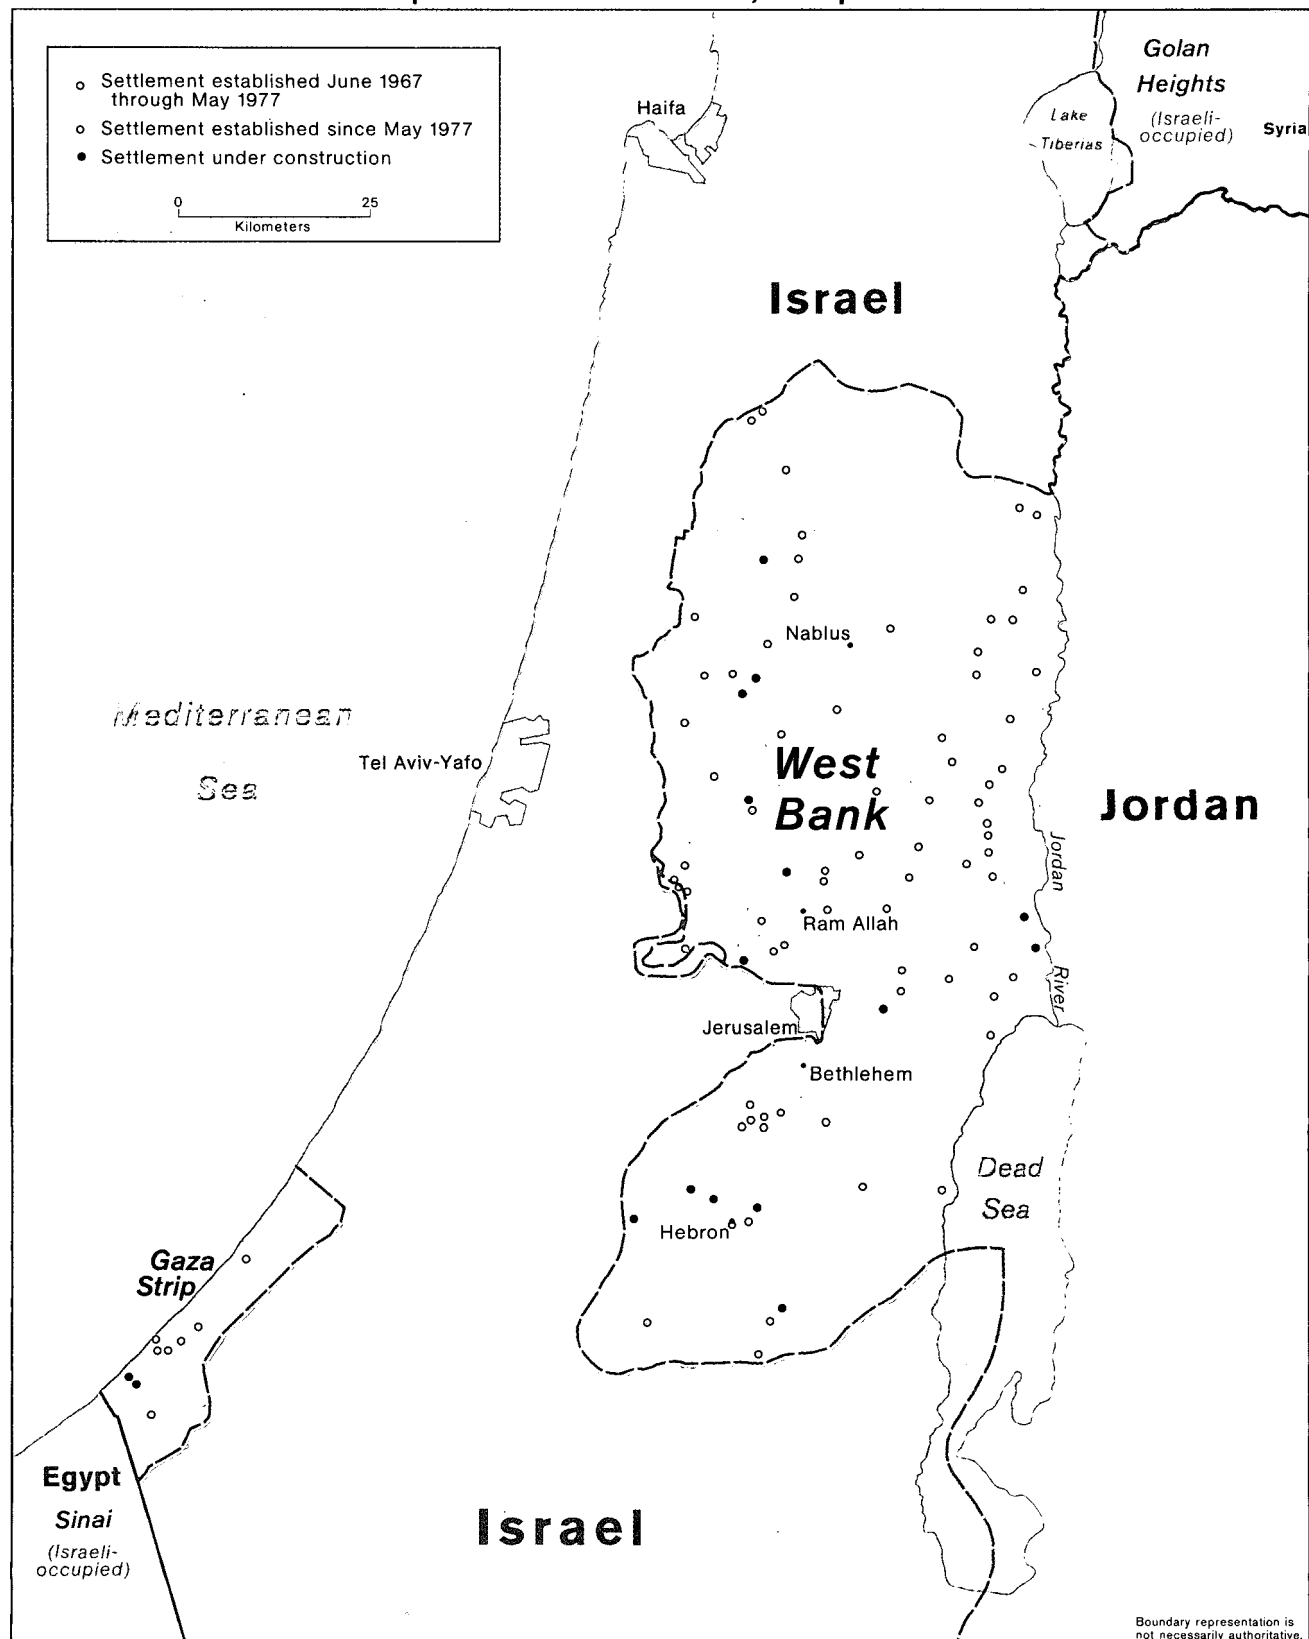 Settlement established June 1967
through May 1977
Settlement established since May 1977
Settlement under construction
0 25
Kilometers
Haifa
Golan
Heights
(Israeli-
occupied)
Syria
Lake
Tiberias
Israel
Nablus
Mediterranean
Sea
Tel Aviv-Yafo
West
Bank
Jordan
Jordan
River
Ram Allah
Jerusalem
Bethlehem
Dead
Sea
Hebron
Gaza
Strip
Egypt
Sinai
(Israeli-
occupied)
Israel
Boundary representation is
not necessarily authoritative.